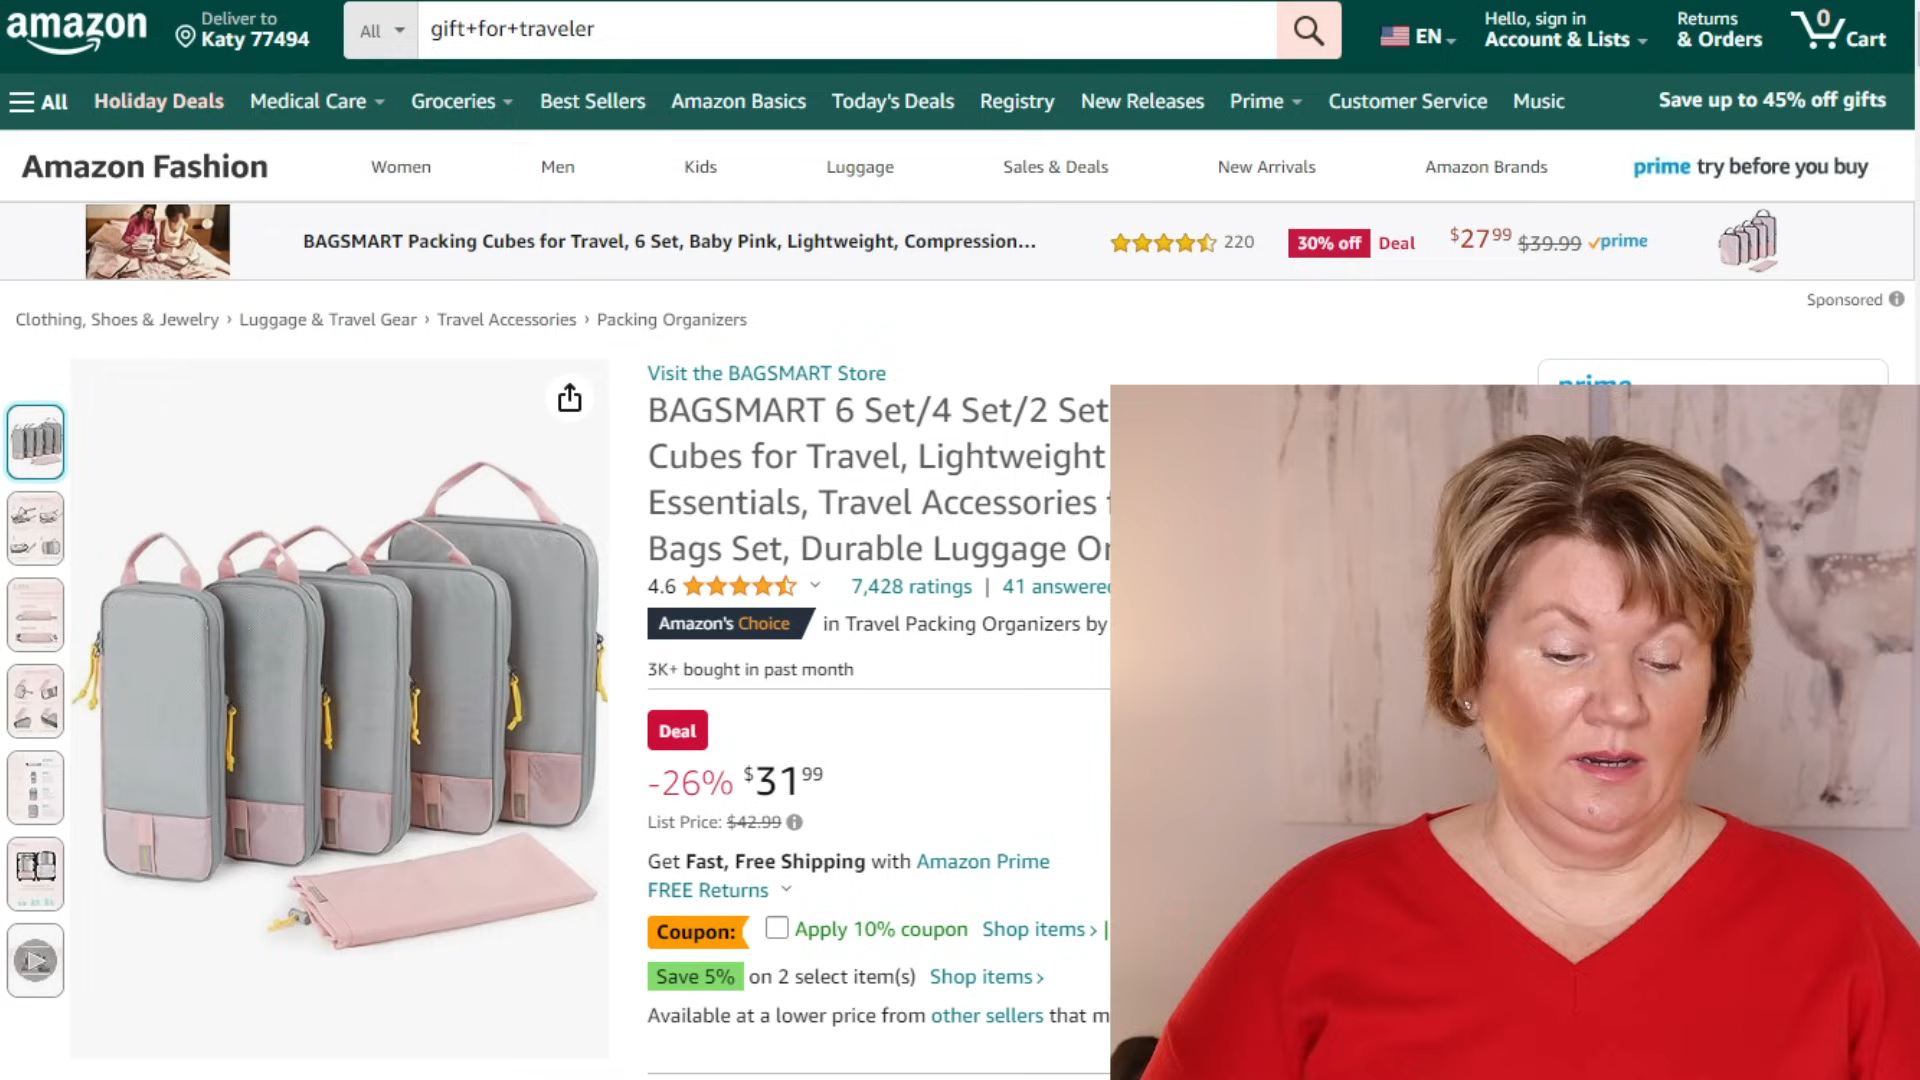 amazon
Deliver to
Katy 77494
All
gift+for+traveler
EN
Hello, sign in
Account & Lists
Returns
& Orders
0
Cart
All
Holiday Deals
Medical Care
Groceries
Best Sellers
Amazon Basics
Today's Deals
Registry
New Releases
Prime
Customer Service
Music
Save up to 45% off gifts
Amazon Fashion
Women
Men
Kids
Luggage
Sales & Deals
New Arrivals
Amazon Brands
prime try before you buy
BAGSMART Packing Cubes for Travel, 6 Set, Baby Pink, Lightweight, Compression...
220
30% off Deal
$27 99 $39.99 prime
Sponsored
Clothing, Shoes & Jewelry › Luggage & Travel Gear › Travel Accessories › Packing Organizers
Visit the BAGSMART Store
prime
BAGSMART 6 Set/4 Set/2 Set
Cubes for Travel, Lightweight
Essentials, Travel Accessories
Bags Set, Durable Luggage
4.6
7,428 ratings | 41 answered
Amazon's Choice in Travel Packing Organizers by
3K+ bought in past month
Deal
-26% $31 99
List Price: $42.99
Get Fast, Free Shipping with Amazon Prime
FREE Returns
Coupon: Apply 10% coupon Shop items › |
Save 5% on 2 select item(s) Shop items ›
Available at a lower price from other sellers that